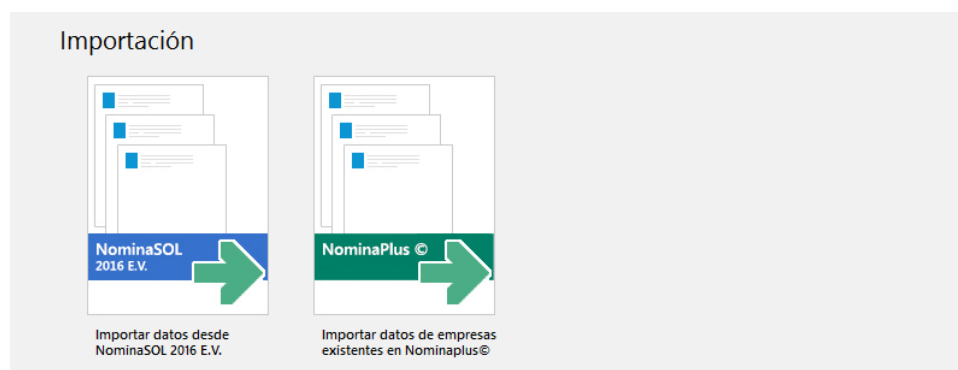 Importación
NominaSOL
2016 E.V.
NominaPlus ©
Importar datos desde
NominaSOL 2016 E.V.
Importar datos de empresas
existentes en Nominaplus©